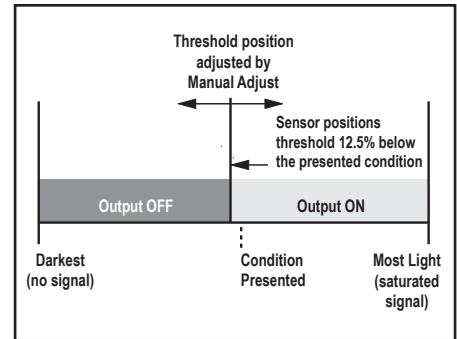 Threshold position
adjusted by
Manual Adjust
Sensor positions
threshold 12.5% below
the presented condition
Output OFF
Output ON
Darkest
(no signal)
Condition
Presented
Most Light
(saturated
signal)